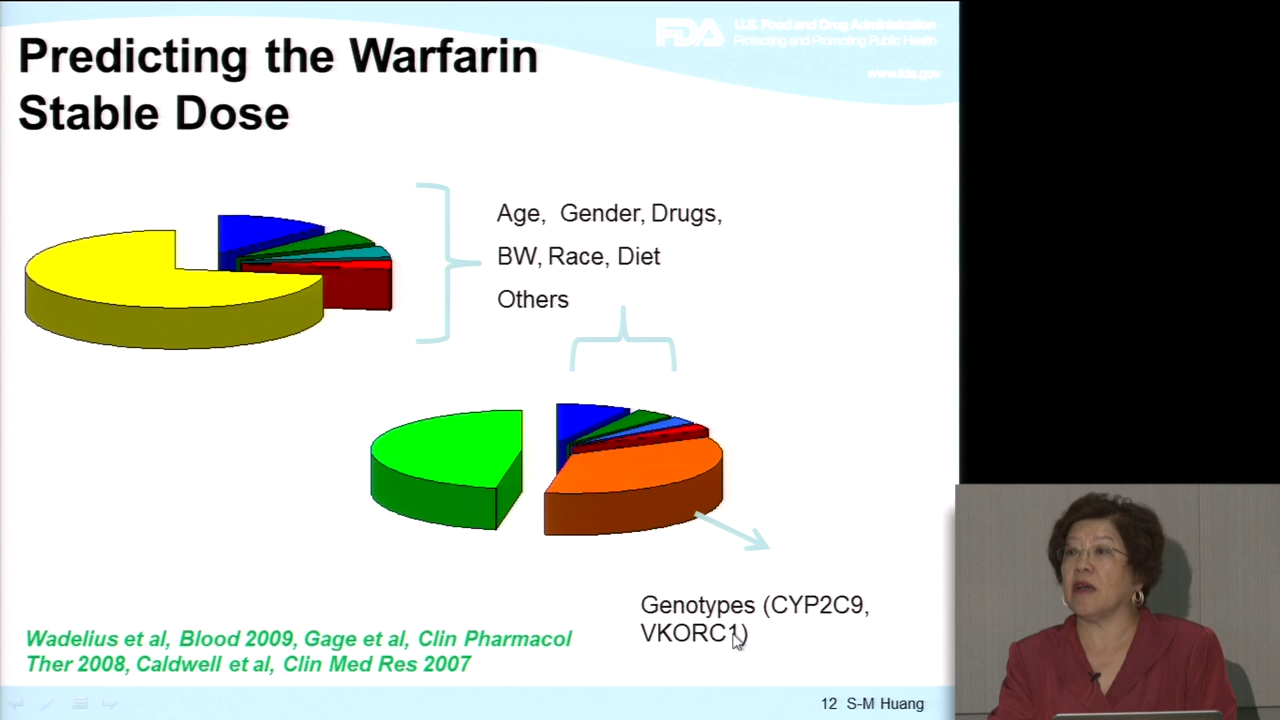 FDA U.S. Food and Drug Administration
Protecting and Promoting Public Health
www.fda.gov
Predicting the Warfarin
Stable Dose
Age, Gender, Drugs,
BW, Race, Diet
Others
Genotypes (CYP2C9,
VKORC1)
Wadelius et al, Blood 2009, Gage et al, Clin Pharmacol
Ther 2008, Caldwell et al, Clin Med Res 2007
12 S-M Huang